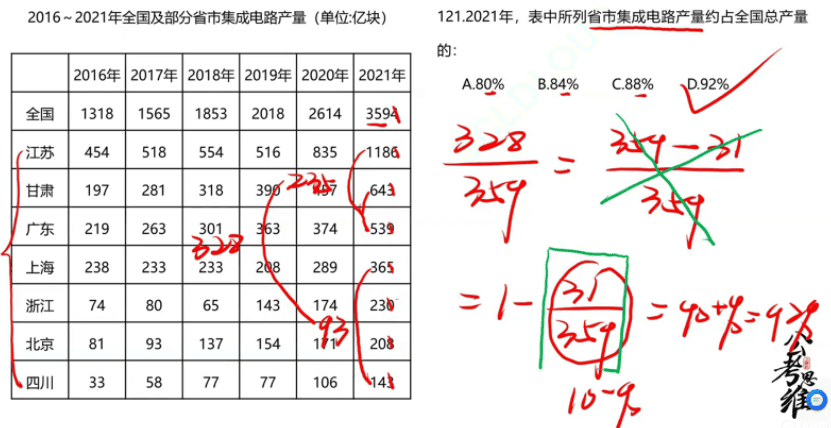 2016～2021年全国及部分省市集成电路产量（单位:亿块）
2016年 2017年 2018年 2019年 2020年 2021年
全国 1318 1565 1853 2018 2614 3594
江苏 454 518 554 516 835 1186
甘肃 197 281 318 390 457 643
广东 219 263 301 363 374 539
上海 238 233 233 208 289 365
浙江 74 80 65 143 174 230
北京 81 93 137 154 171 208
四川 33 58 77 77 106 143
235
328
93
121.2021年，表中所列省市集成电路产量约占全国总产量
的:
A.80% B.84% C.88% D.92%
328/359 = 359-31/359
=1-31/359=90+%=92%
10-%
公考思维